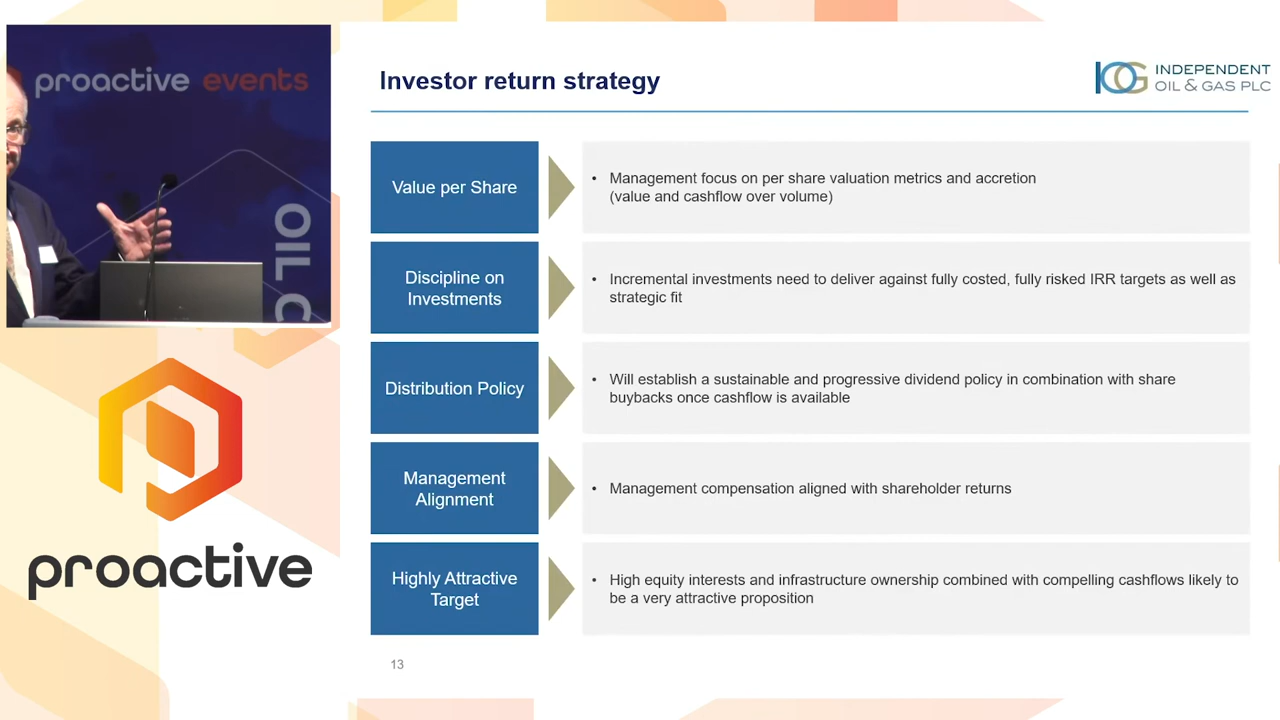 proactive events
OIL
proactive
Investor return strategy
IOG INDEPENDENT
OIL & GAS PLC
Value per Share
• Management focus on per share valuation metrics and accretion
(value and cashflow over volume)
Discipline on
Investments
• Incremental investments need to deliver against fully costed, fully risked IRR targets as well as
strategic fit
Distribution Policy
• Will establish a sustainable and progressive dividend policy in combination with share
buybacks once cashflow is available
Management
Alignment
• Management compensation aligned with shareholder returns
Highly Attractive
Target
• High equity interests and infrastructure ownership combined with compelling cashflows likely to
be a very attractive proposition
13